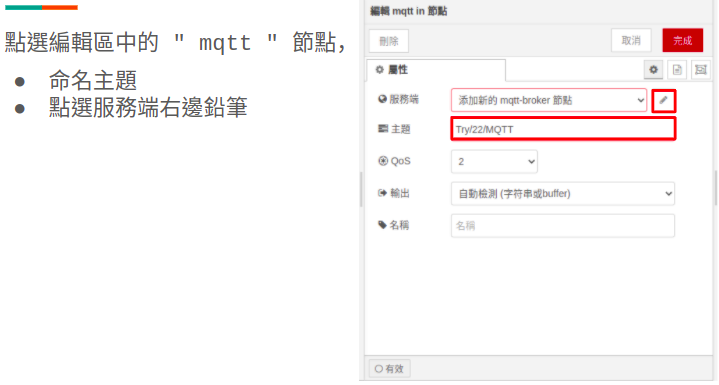 點選編輯區中的 " mqtt " 節點，
● 命名主題
● 點選服務端右邊鉛筆
編輯 mqtt in 節點
刪除
取消
完成
屬性
服務端
添加新的 mqtt-broker 節點
主題
Try/22/MQTT
QoS
2
輸出
自動檢測 (字符串或buffer)
名稱
名稱
有效